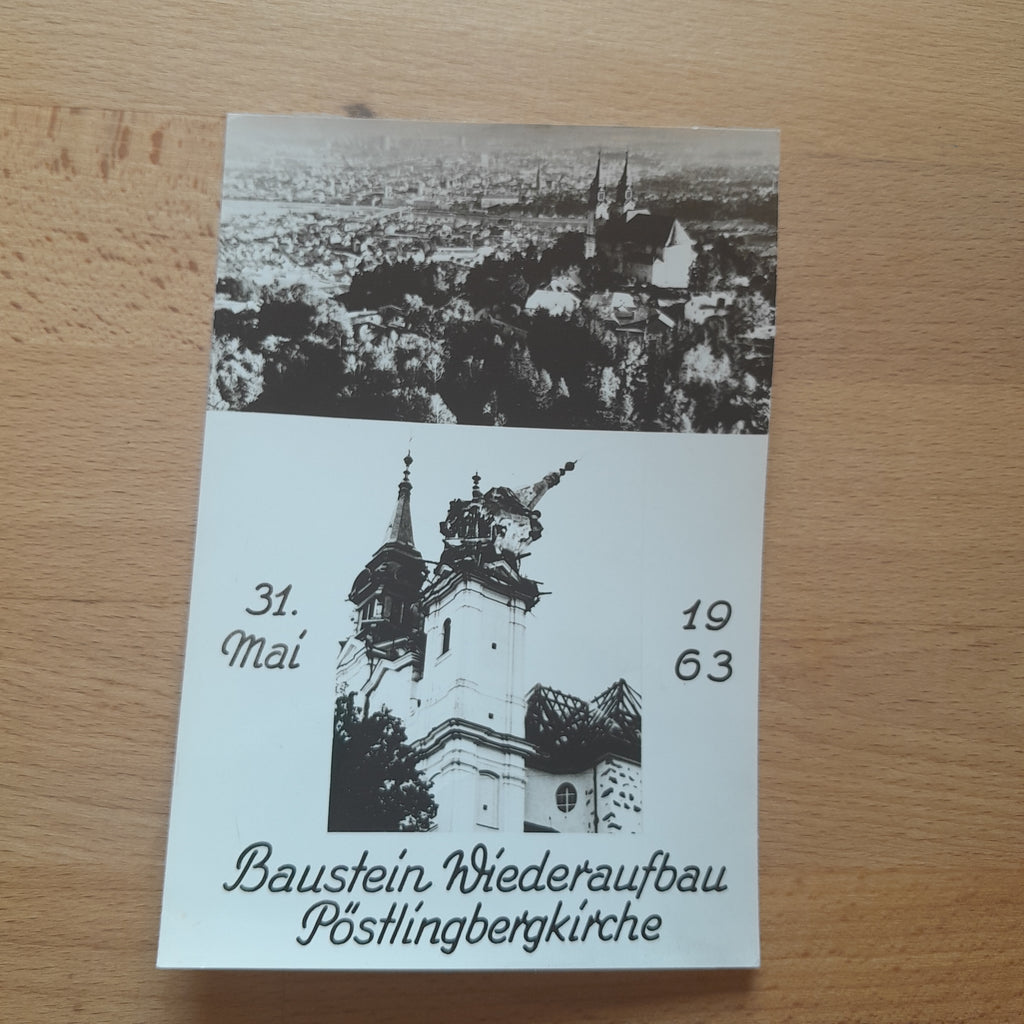 31.
Mai
19
63
Baustein Wiederaufbau
Pöstlingbergkirche